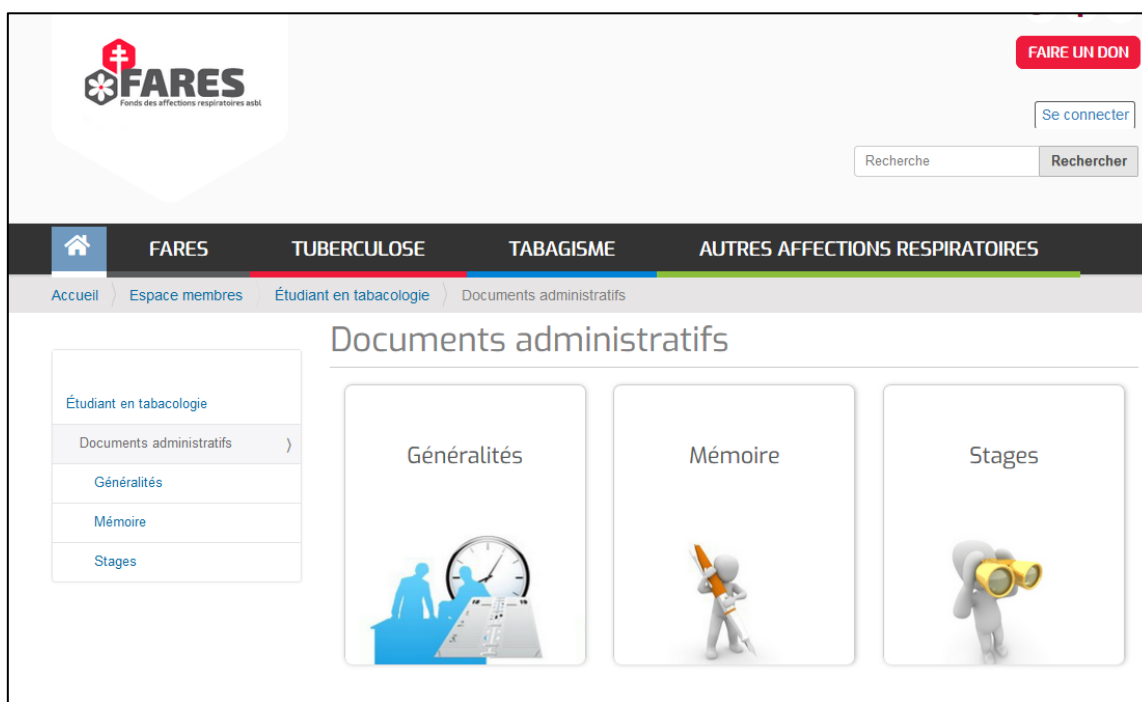 FAIRE UN DON
FARES
Fonds des affections respiratoires asbl
Se connecter
Recherche Rechercher
FARES TUBERCULOSE TABAGISME AUTRES AFFECTIONS RESPIRATOIRES
Accueil Espace membres Étudiant en tabacologie Documents administratifs
Documents administratifs
Étudiant en tabacologie
Documents administratifs
Généralités
Mémoire
Stages
Généralités Mémoire Stages